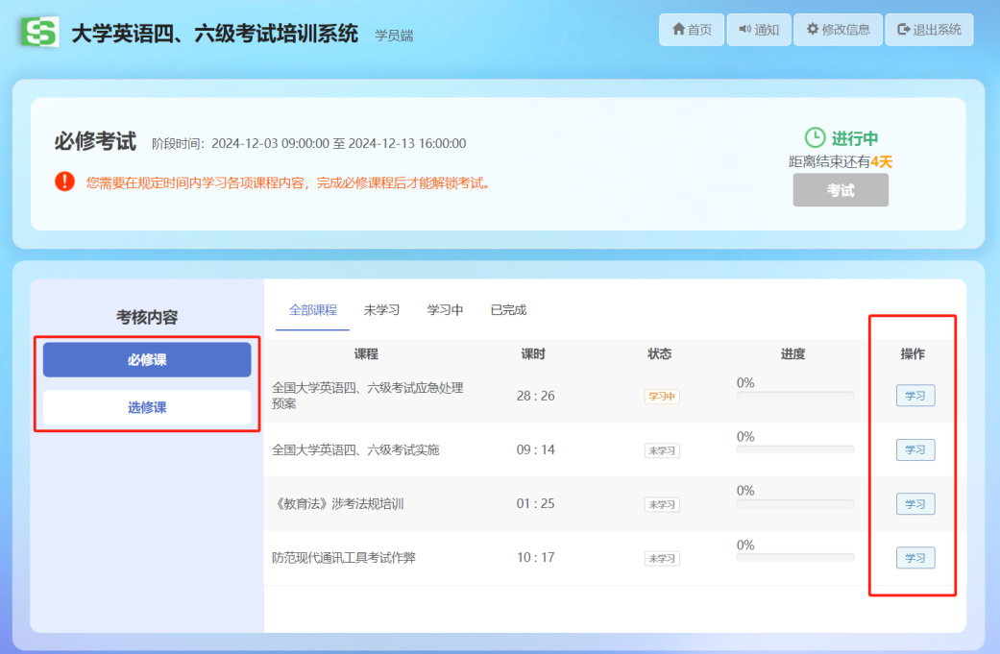 大学英语四、六级考试培训系统 学员端
首页 通知 修改信息 退出系统
必修考试 阶段时间：2024-12-03 09:00:00 至 2024-12-13 16:00:00
您需要在规定时间内学习各项课程内容，完成必修课程后才能解锁考试。
进行中
距离结束还有4天
考试
考核内容
必修课
选修课
全部课程 未学习 学习中 已完成
课程 课时 状态 进度 操作
全国大学英语四、六级考试应急处理
预案
28 : 26 学习中 0% 学习
全国大学英语四、六级考试实施 09 : 14 未学习 0% 学习
《教育法》涉考法规培训 01 : 25 未学习 0% 学习
防范现代通讯工具考试作弊 10 : 17 未学习 0% 学习